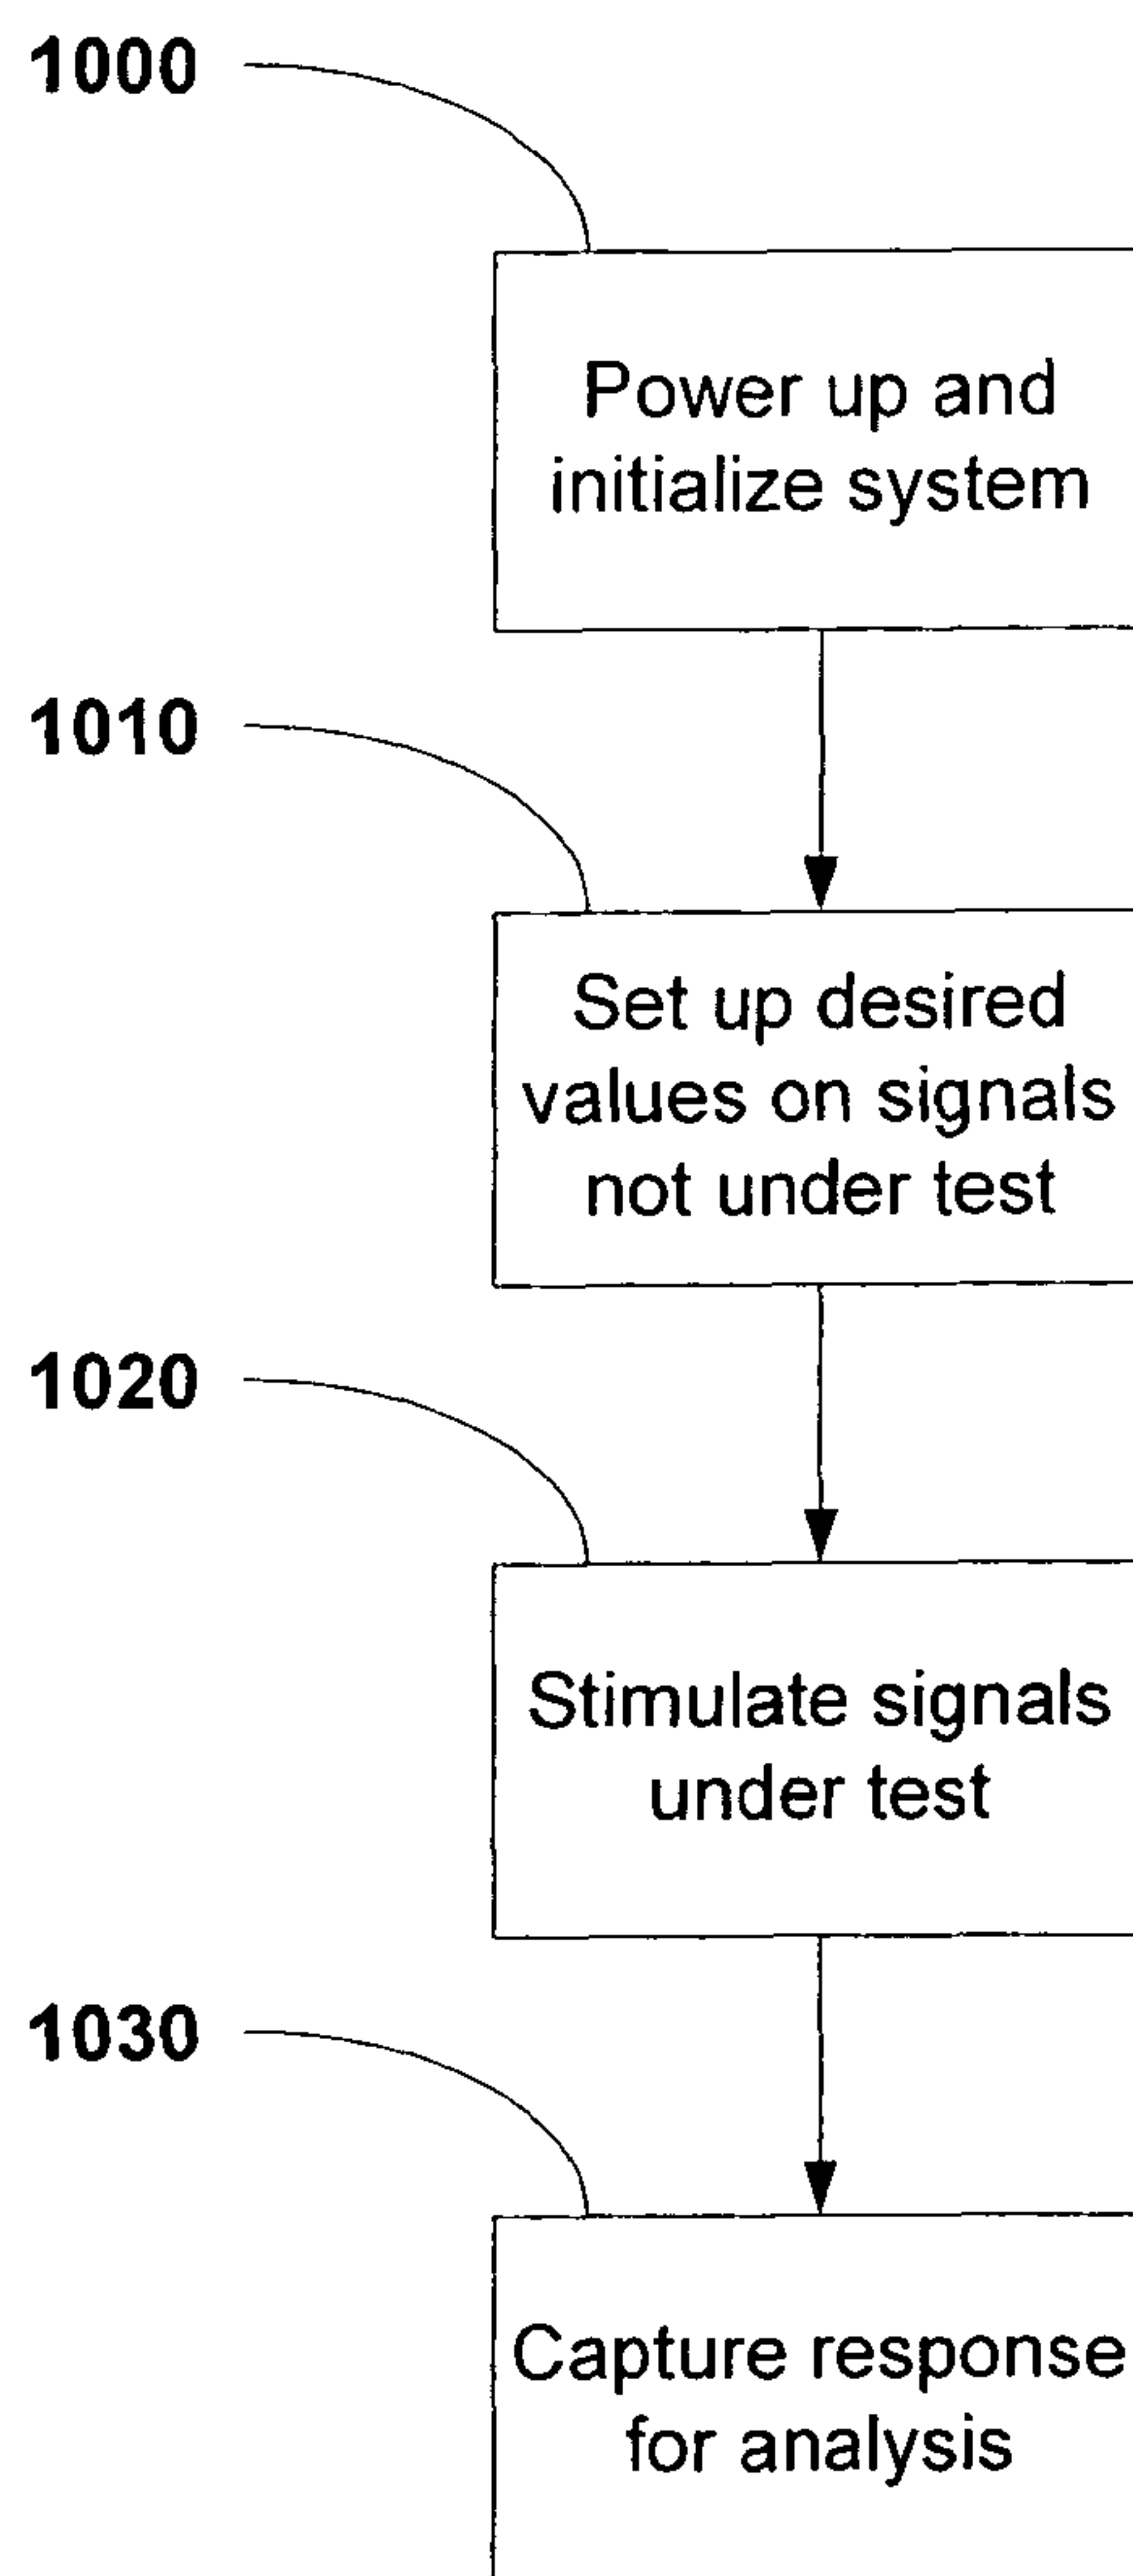 1000
Power up and
initialize system
1010
Set up desired
values on signals
not under test
1020
Stimulate signals
under test
1030
Capture response
for analysis